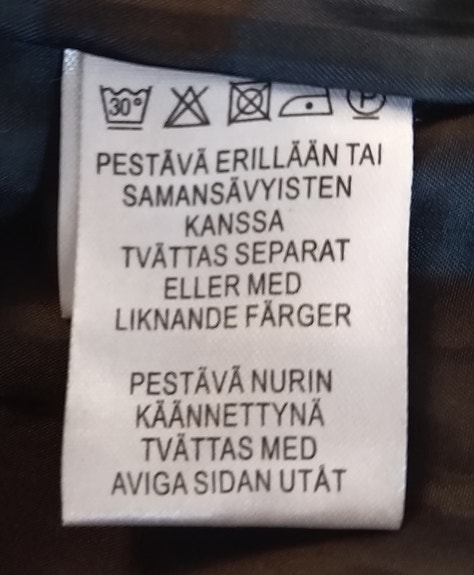 30°
P
PESTÄVÄ ERILLÄÄN TAI
SAMANSÄVYISTEN
KANSSA
TVÄTTAS SEPARAT
ELLER MED
LIKNANDE FÄRGER
PESTÄVÄ NURIN
KÄÄNNETTYNÄ
TVÄTTAS MED
AVIGA SIDAN UTÅT